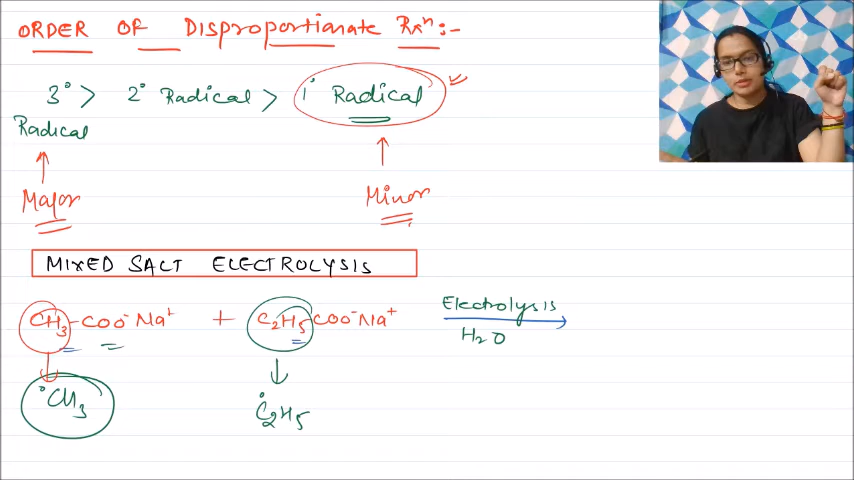 ORDER OF Disproportionate Rxⁿ:-
3° > 2° Radical > 1° Radical
Radical
Major
Minor
MIXED SALT ELECTROLYSIS
CH₃-COO⁻Na⁺ + C₂H₅COO⁻Na⁺ Electrolysis
H₂O
°CH₃
°C₂H₅